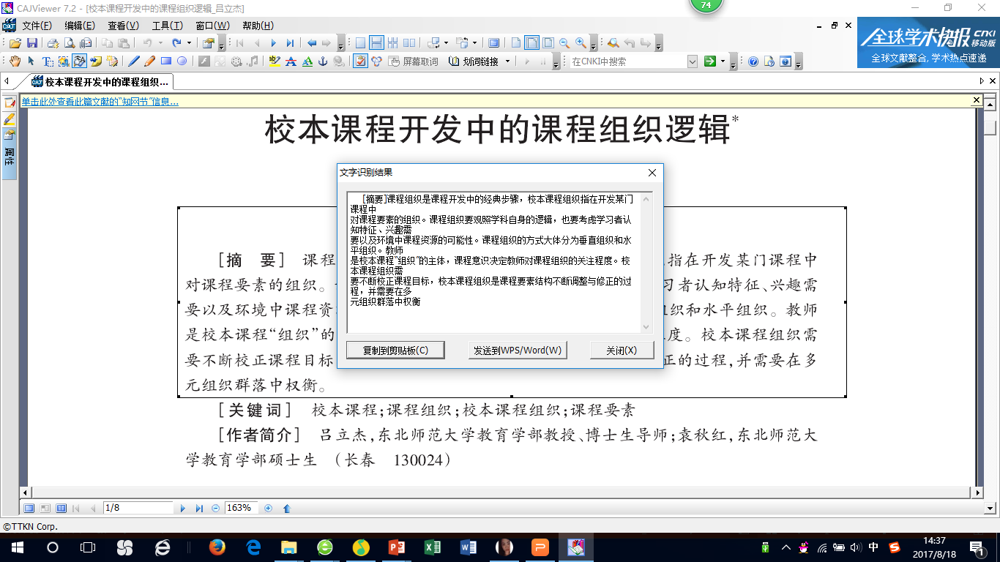 CAJViewer 7.2 - [校本课程开发中的课程组织逻辑_吕立杰]
74
文件(F) 编辑(E) 查看(V) 工具(T) 窗口(W) 帮助(H)
全球学术快报 CNKI 移动版
全球文献整合, 学术热点速递
屏幕取词 划词链接 在CNKI中搜索
校本课程开发中的课程组织...
单击此处查看此篇文献的“知网节”信息...
属性
校本课程开发中的课程组织逻辑*
文字识别结果
[摘要]课程组织是课程开发中的经典步骤，校本课程组织指在开发某门
课程中
对课程要素的组织。课程组织要观照学科自身的逻辑，也要考虑学习者认
知特征、兴趣需
要以及环境中课程资源的可能性。课程组织的方式大体分为垂直组织和水
平组织。教师
是校本课程“组织”的主体，课程意识决定教师对课程组织的关注程度。校
本课程组织需
要不断校正课程目标，校本课程组织是课程要素结构不断调整与修正的过
程，并需要在多
元组织群落中权衡
复制到剪贴板(C) 发送到WPS/Word(W) 关闭(X)
[摘 要] 课程 指在开发某门课程中
对课程要素的组织。 习者认知特征、兴趣需
要以及环境中课程资 组织和水平组织。教师
是校本课程“组织”的 度。校本课程组织需
要不断校正课程目标 正的过程,并需要在多
元组织群落中权衡。
[关键词] 校本课程;课程组织;校本课程组织;课程要素
[作者简介] 吕立杰,东北师范大学教育学部教授、博士生导师;袁秋红,东北师范大
学教育学部硕士生 (长春 130024)
1/8 163%
©TTKN Corp.
中
14:37
2017/8/18
1